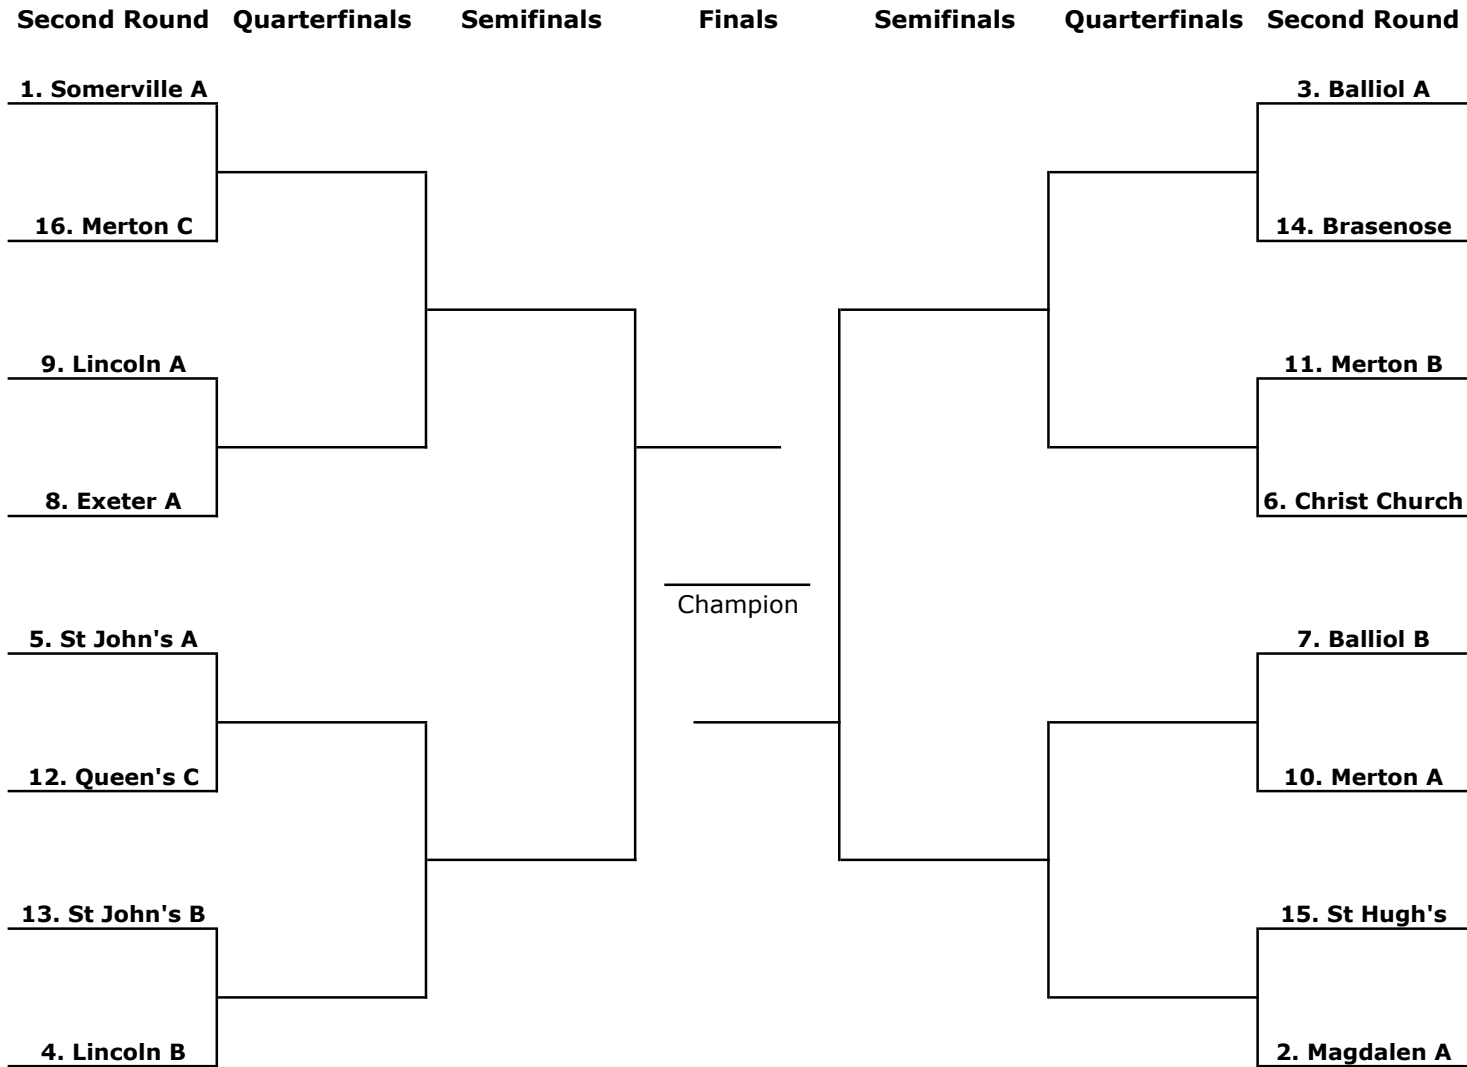 Second Round Quarterfinals Semifinals Finals Semifinals Quarterfinals Second Round
1. Somerville A
3. Balliol A
16. Merton C
14. Brasenose
9. Lincoln A
11. Merton B
8. Exeter A
6. Christ Church
Champion
5. St John's A
7. Balliol B
12. Queen's C
10. Merton A
13. St John's B
15. St Hugh's
4. Lincoln B
2. Magdalen A